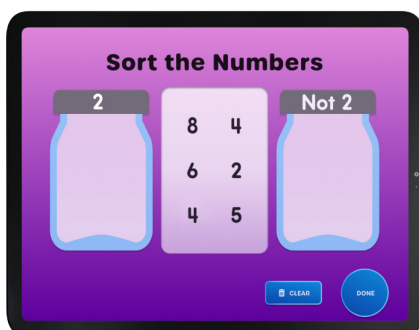 Sort the Numbers
2
Not 2
8 4
6 2
4 5
CLEAR
DONE